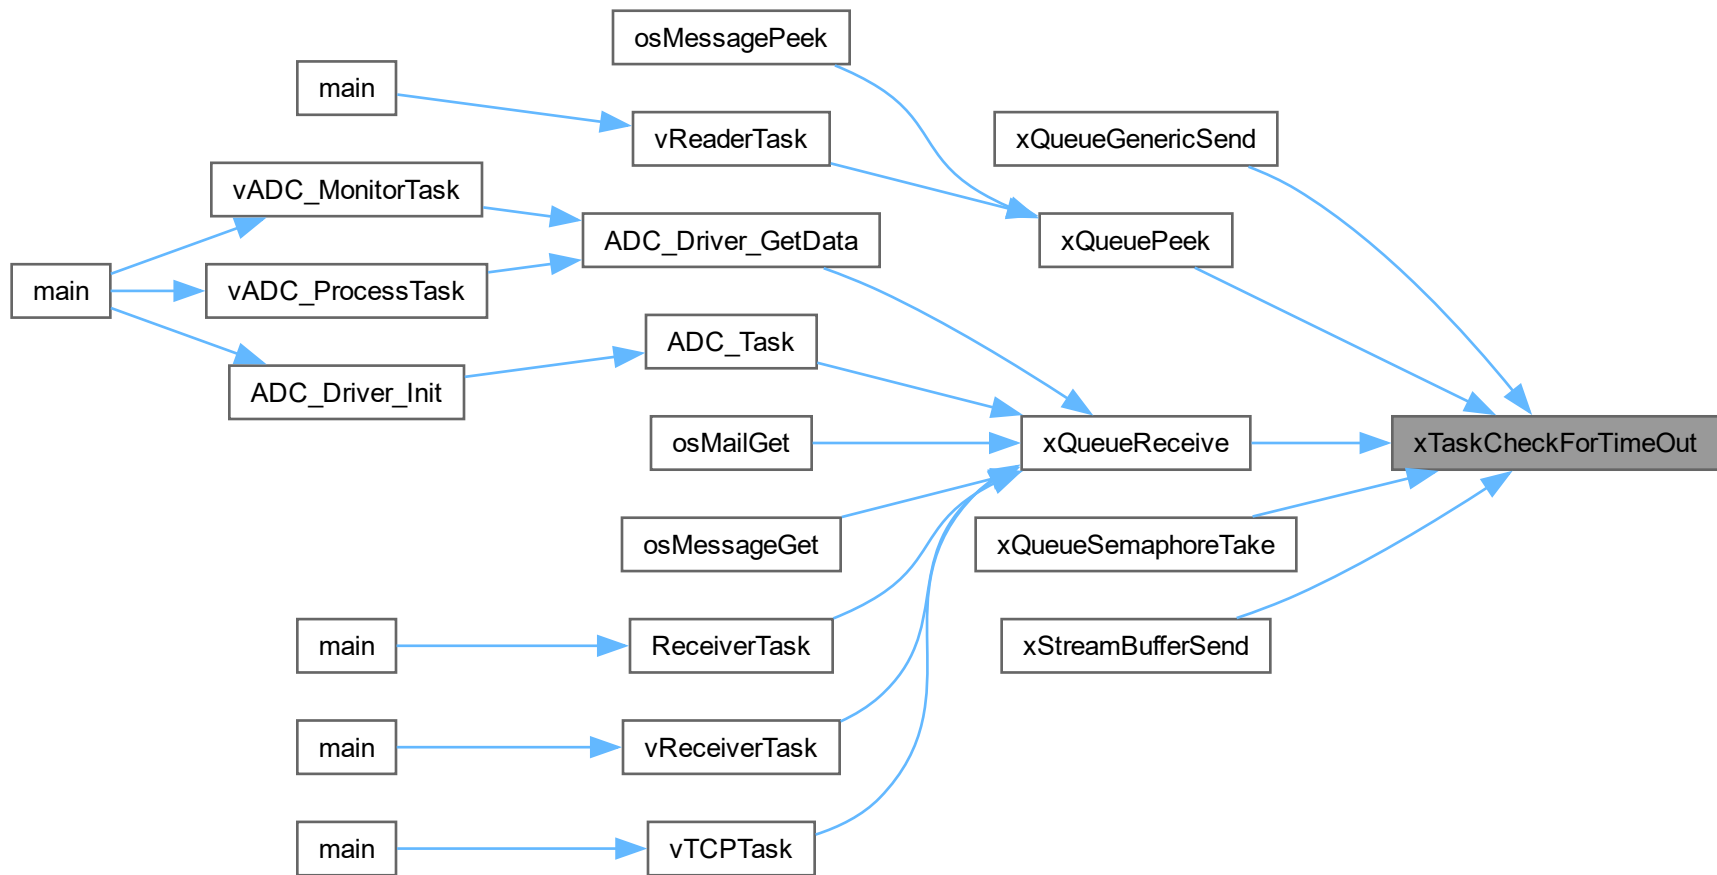 osMessagePeek
main
vReaderTask
xQueueGenericSend
vADC_MonitorTask
ADC_Driver_GetData
xQueuePeek
main
vADC_ProcessTask
ADC_Task
ADC_Driver_Init
osMailGet
xQueueReceive
xTaskCheckForTimeOut
osMessageGet
xQueueSemaphoreTake
main
ReceiverTask
xStreamBufferSend
main
vReceiverTask
main
vTCPTask